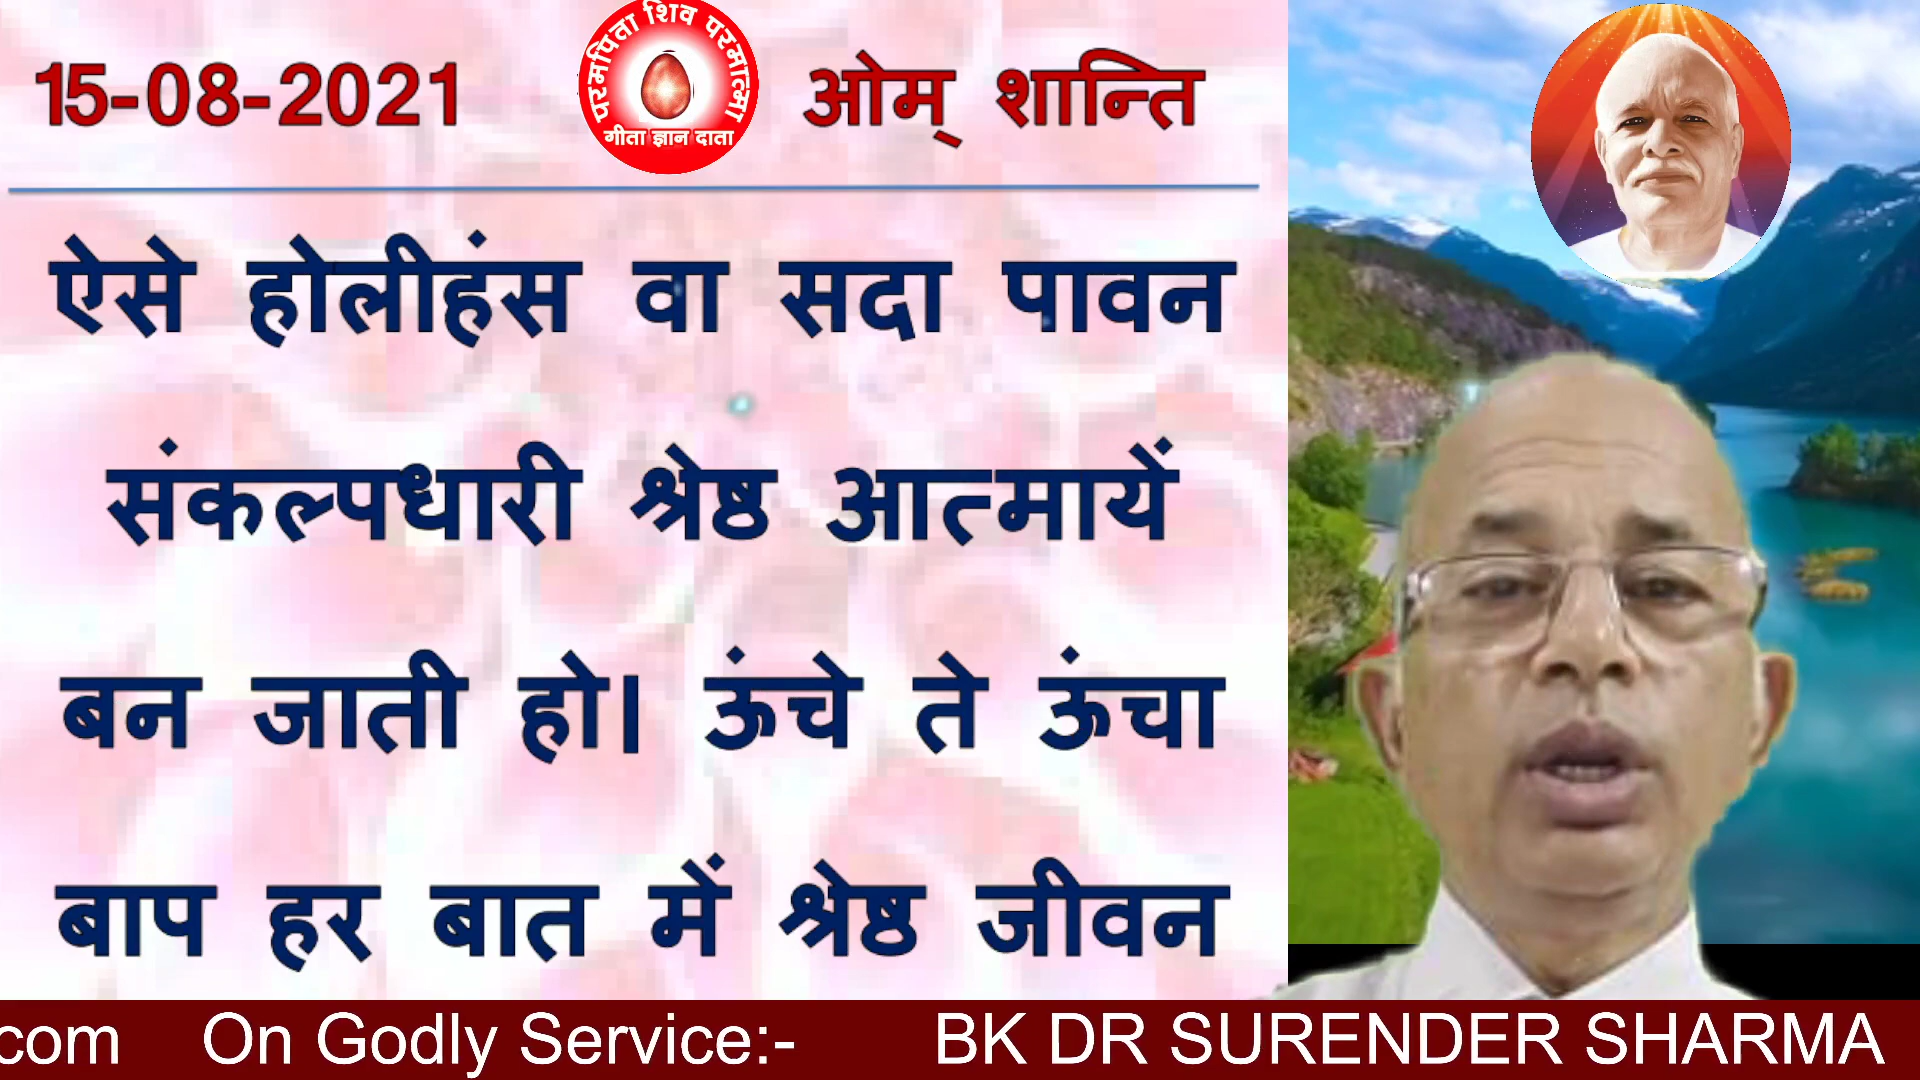 15-08-2021
परमपिता शिव परमात्मा
गीता ज्ञान दाता
ओम् शान्ति
ऐसे होलीहंस वा सदा पावन
संकल्पधारी श्रेष्ठ आत्मायें
बन जाती हो। ऊंचे ते ऊंचा
बाप हर बात में श्रेष्ठ जीवन
com On Godly Service:- BK DR SURENDER SHARMA